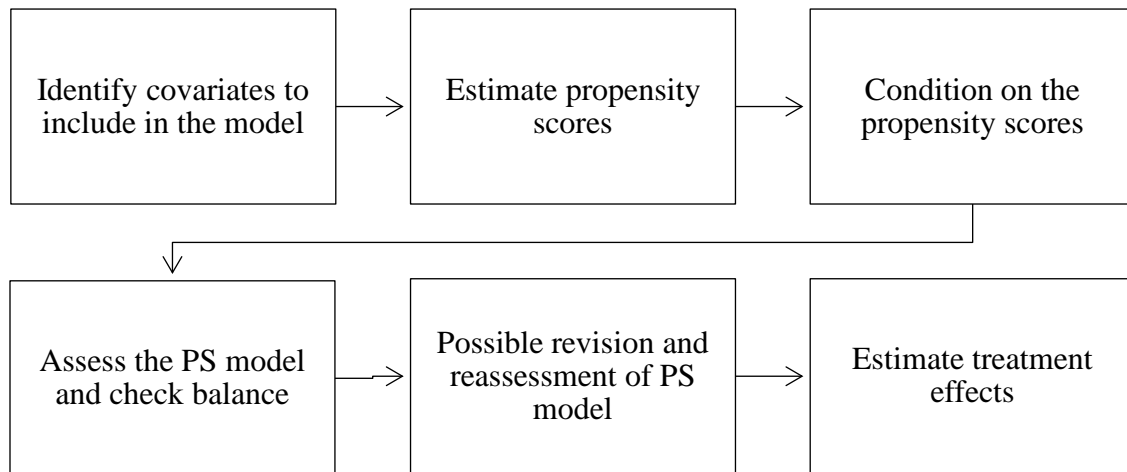 Identify covariates to
include in the model
Estimate propensity
scores
Condition on the
propensity scores
Assess the PS model
and check balance
Possible revision and
reassessment of PS
model
Estimate treatment
effects